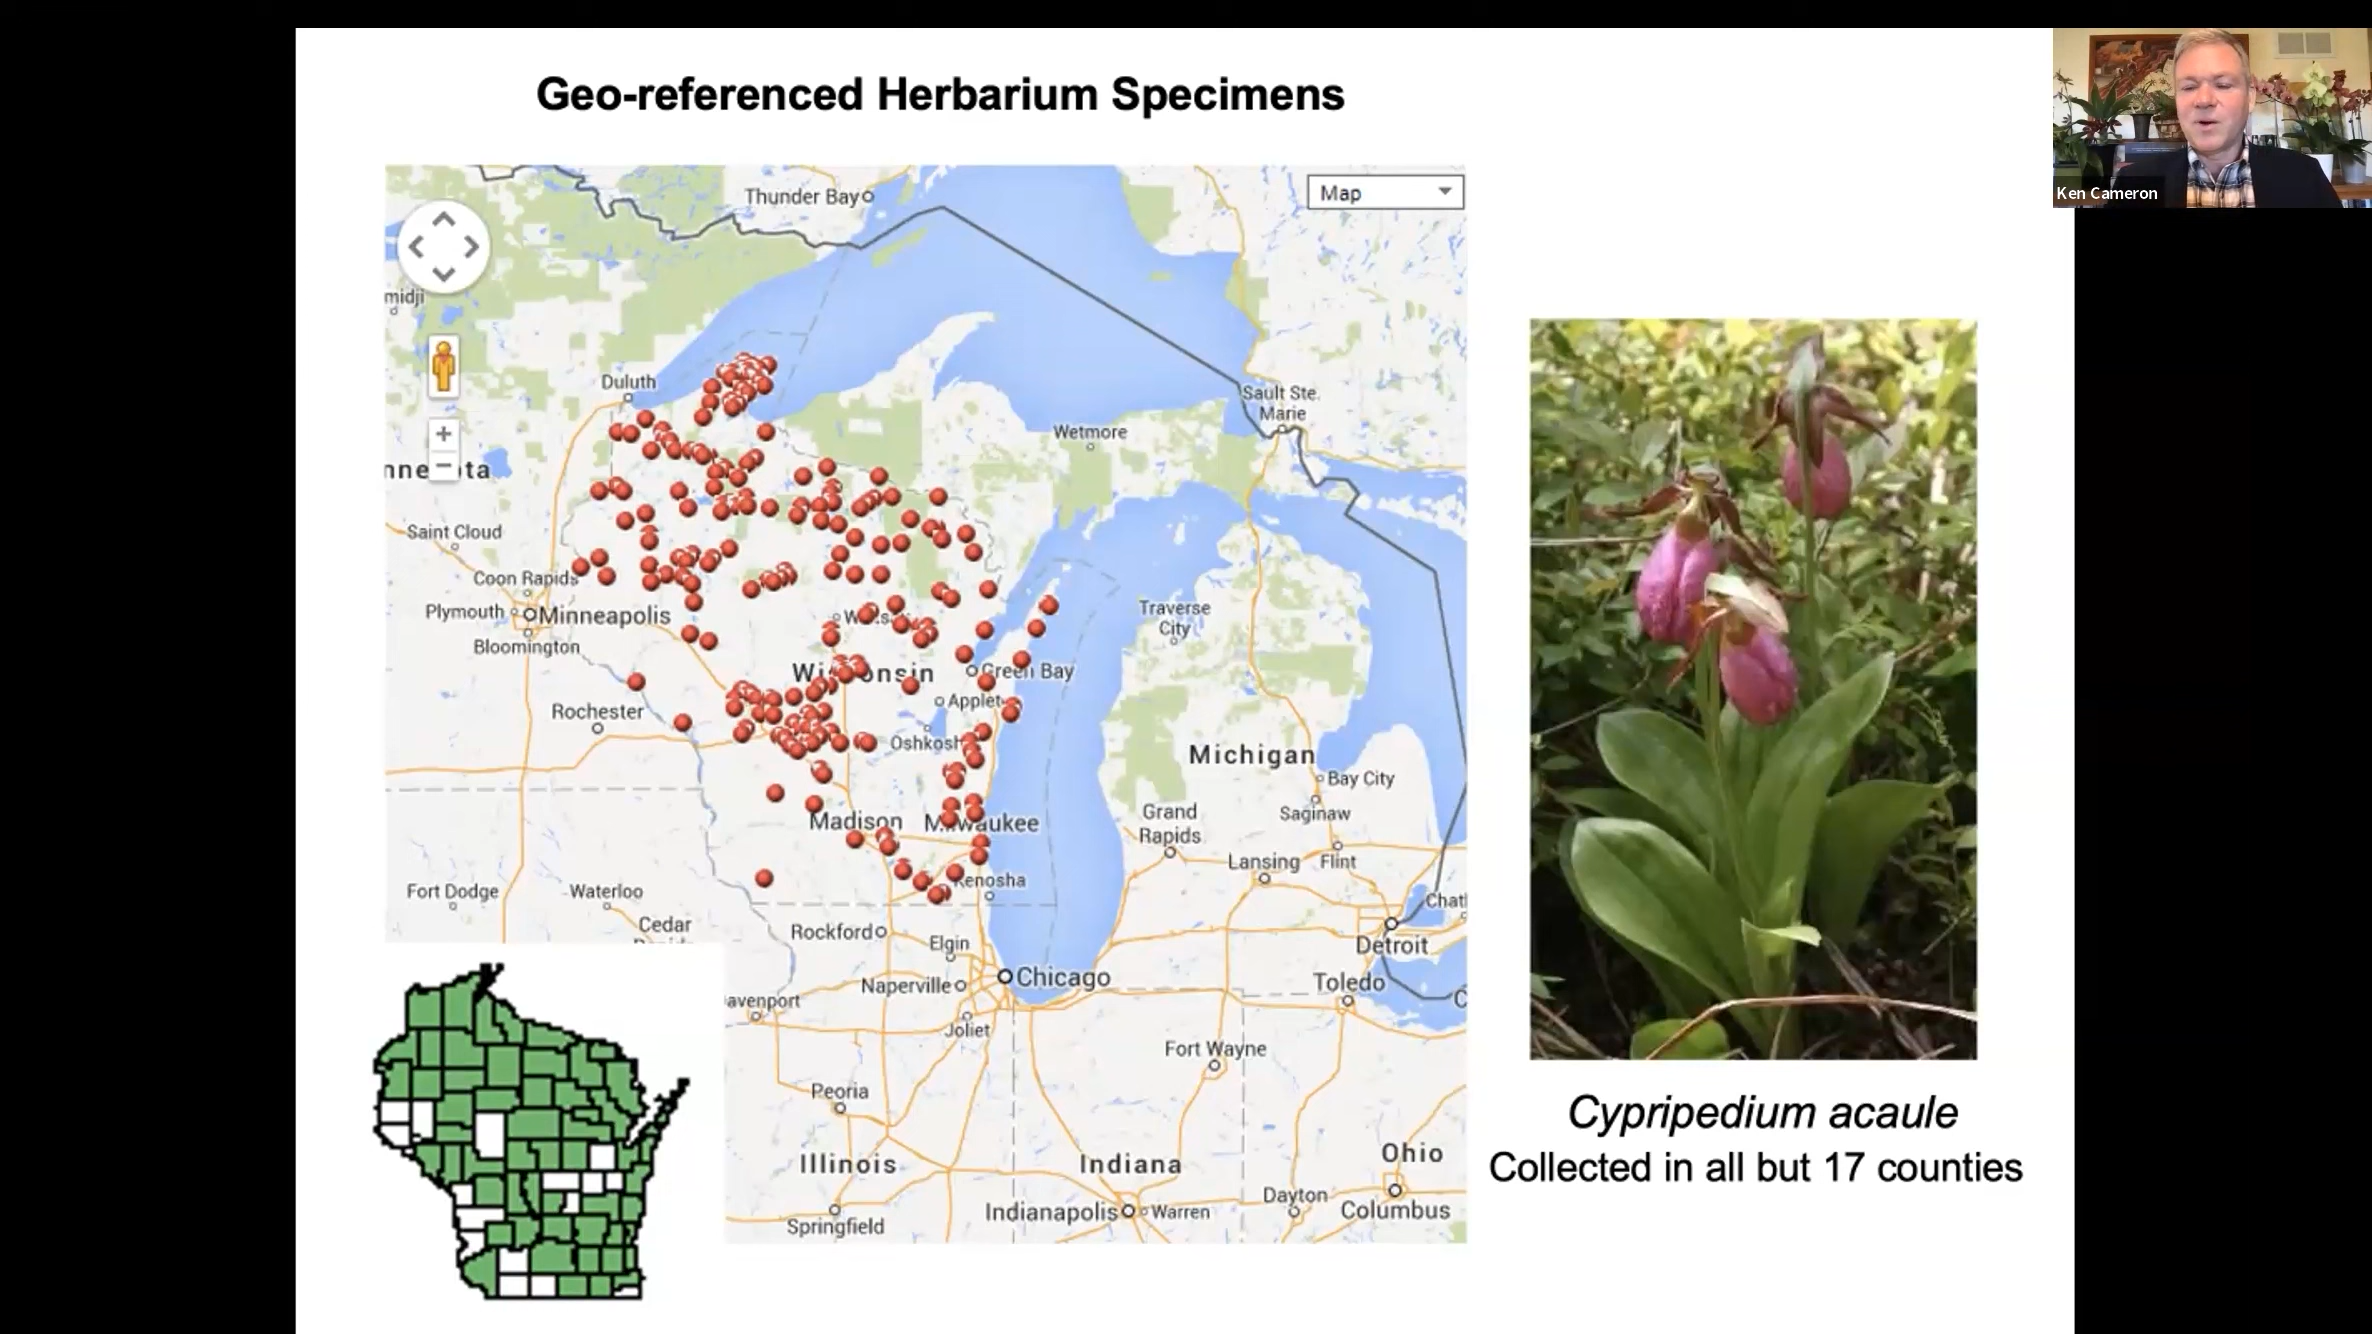 Geo-referenced Herbarium Specimens
Ken Cameron
Map
Thunder Bay
midji
Duluth
Sault Ste.
Marie
Wetmore
Saint Cloud
Coon Rapids
Plymouth
Minneapolis
Bloomington
Traverse
City
Green Bay
Rochester
Oshkosh
Michigan
Bay City
Saginaw
Grand
Rapids
Madison
Lansing
Flint
Kenosha
Fort Dodge
Waterloo
Cedar
Rockford
Elgin
Detroit
Chicago
Naperville
Toledo
avenport
Joliet
Fort Wayne
Peoria
Illinois
Indiana
Ohio
Springfield
Indianapolis
Warren
Dayton
Columbus
Cypripedium acaule
Collected in all but 17 counties